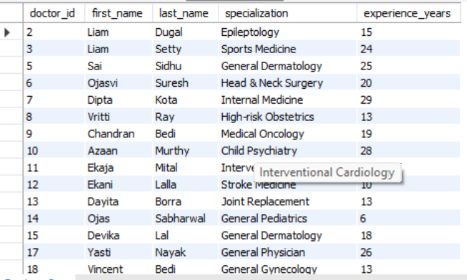 doctor_id first_name last_name specialization experience_years
2 Liam Dugal Epileptology 15
3 Liam Setty Sports Medicine 24
5 Sai Sidhu General Dermatology 25
6 Ojasvi Suresh Head & Neck Surgery 20
7 Dipta Kota Internal Medicine 29
8 Vritti Ray High-risk Obstetrics 13
9 Chandran Bedi Medical Oncology 19
10 Azaan Murthy Child Psychiatry 28
11 Ekaja Mital Interve
Interventional Cardiology
12 Ekani Lalla Stroke Medicine 10
13 Dayita Borra Joint Replacement 13
14 Ojas Sabharwal General Pediatrics 6
15 Devika Lal General Dermatology 18
17 Yasti Nayak General Physician 26
18 Vincent Bedi General Gynecology 13